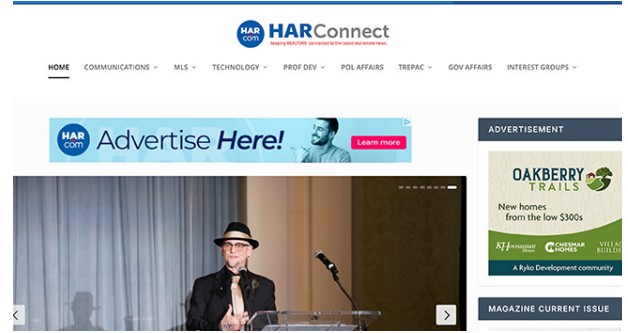 HAR
com
HARConnect
Keeping REALTORS connected to the latest real estate news.
HOME COMMUNICATIONS MLS TECHNOLOGY PROF DEV POL AFFAIRS TREPAC GOV AFFAIRS INTEREST GROUPS
HAR
com
Advertise Here!
Learn more
ADVERTISEMENT
OAKBERRY
TRAILS
New homes
from the low $300s
KHovnanian
Homes
CHESMAR
HOMES
A Ryko Development community
MAGAZINE CURRENT ISSUE